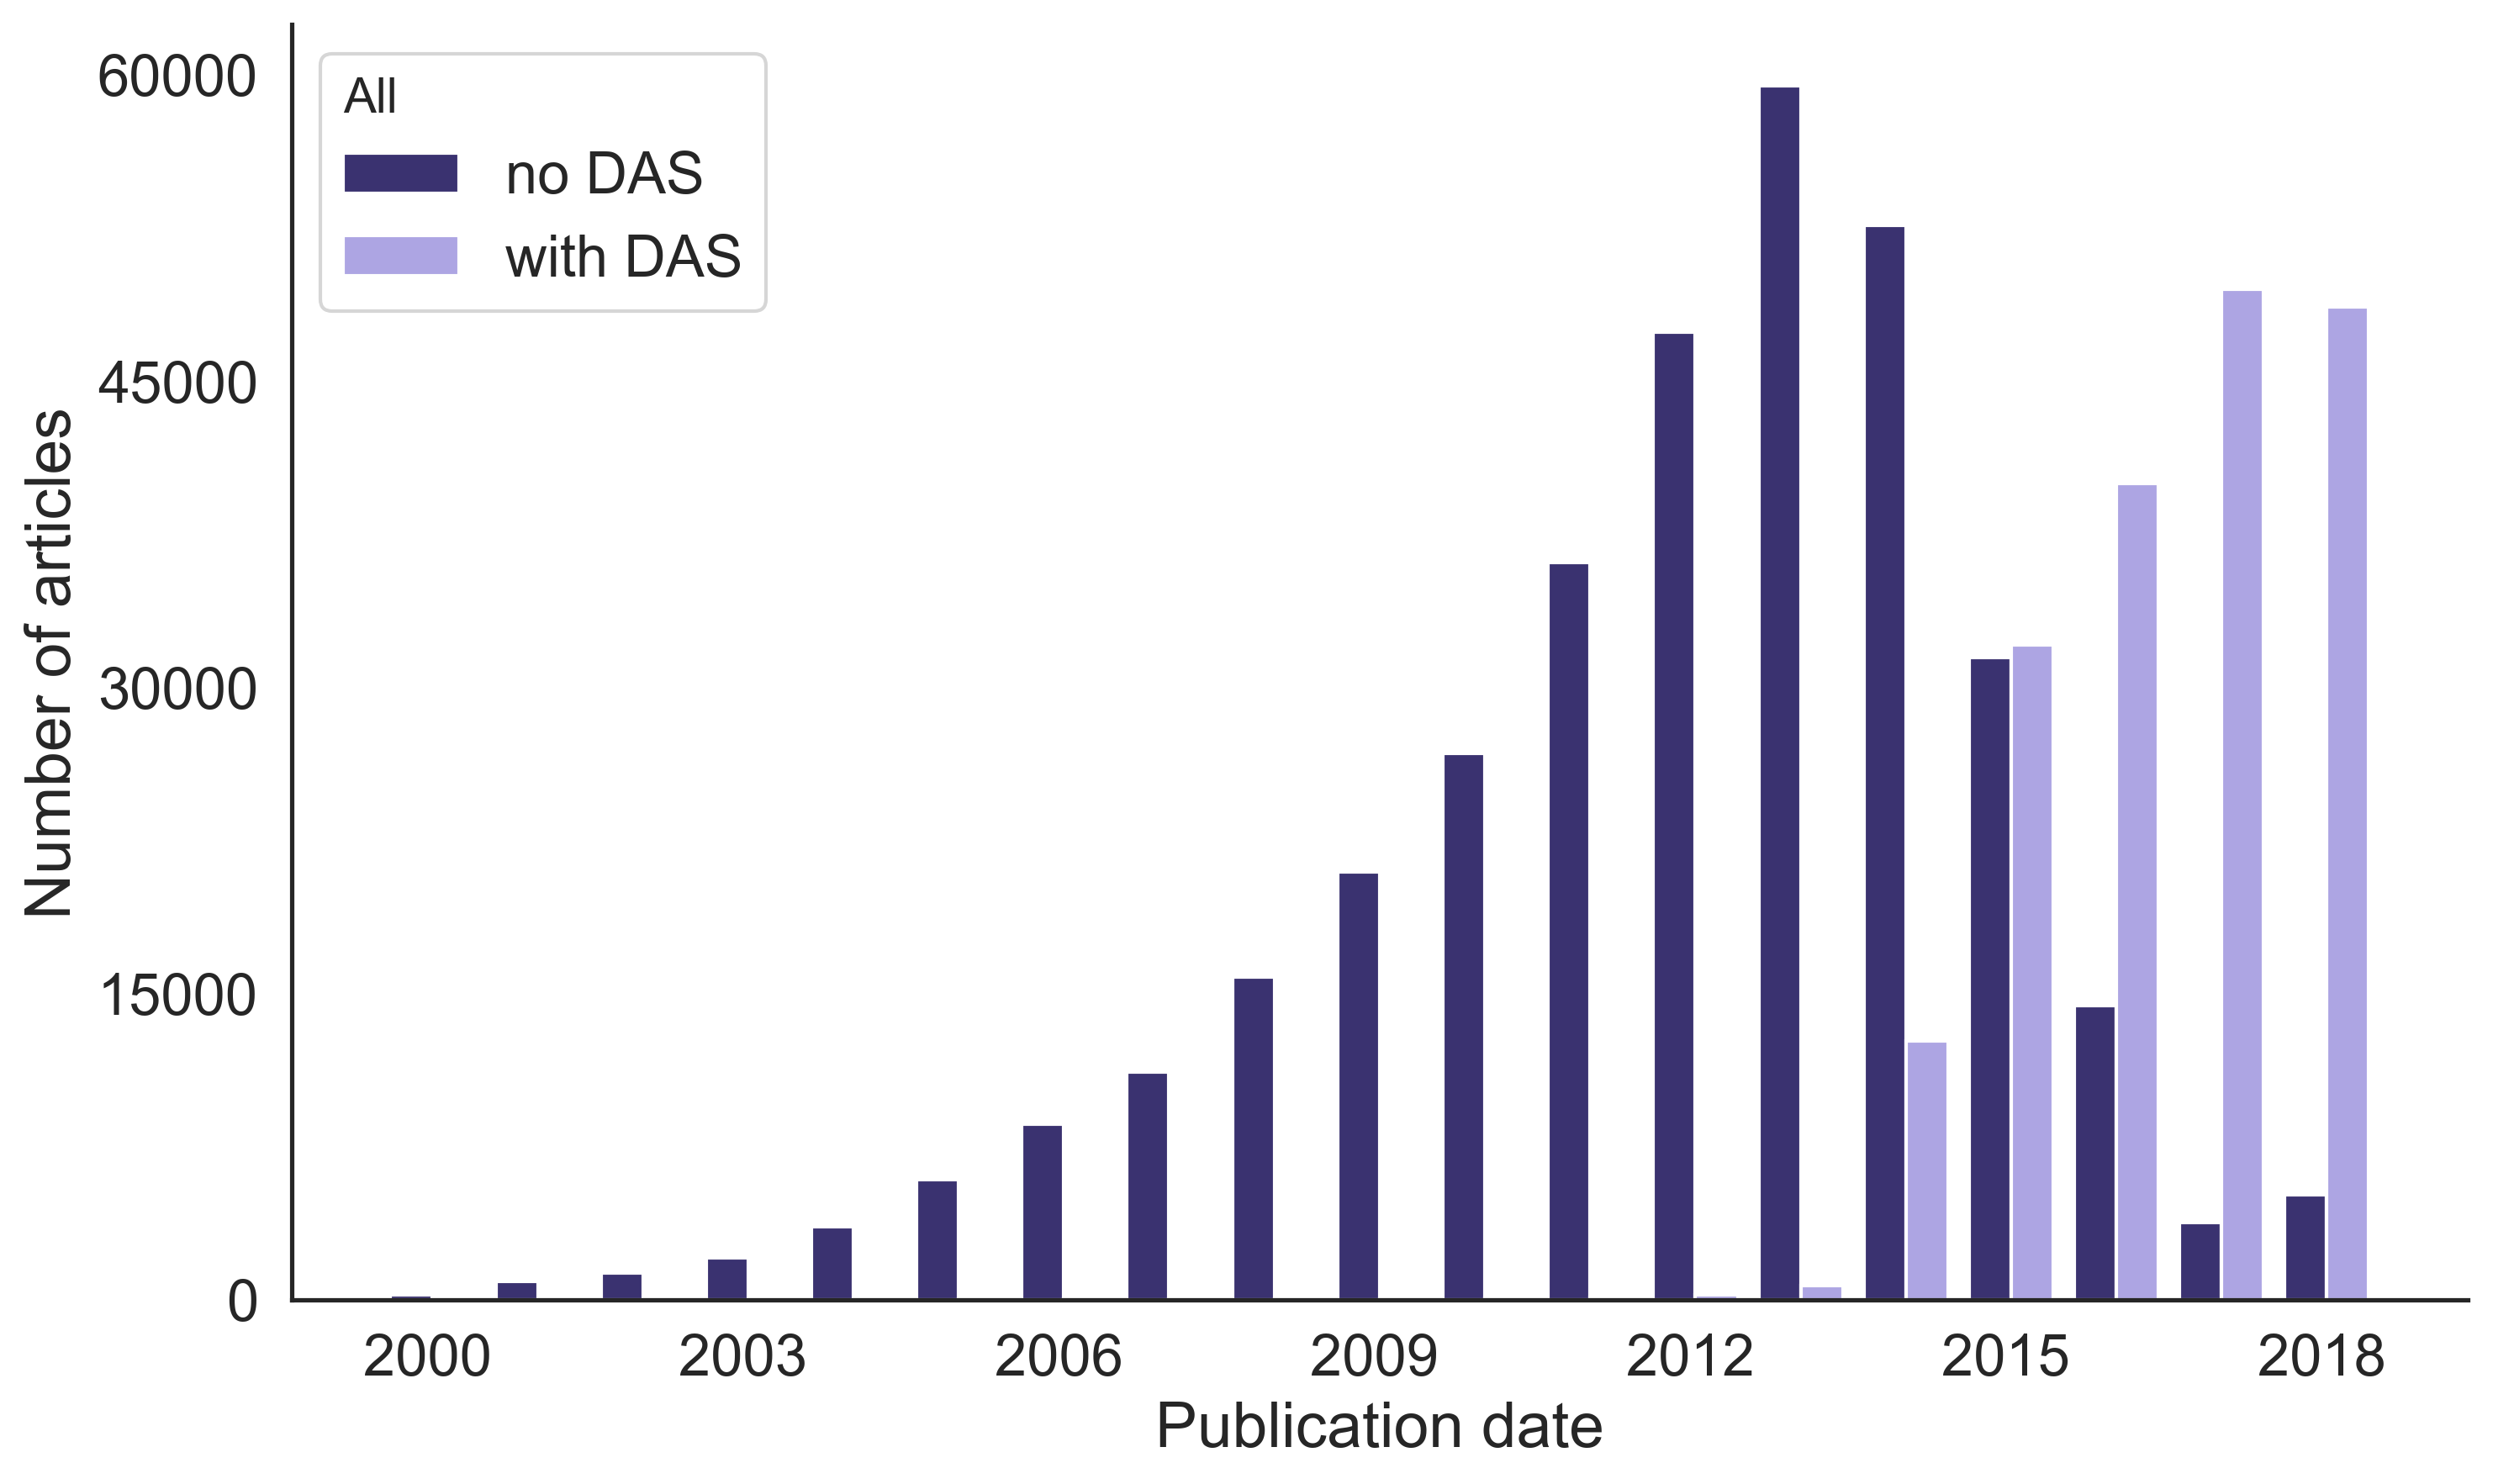 60000
45000
30000
15000
0
Number of articles
All
no DAS
with DAS
2000 2003 2006 2009 2012 2015 2018
Publication date